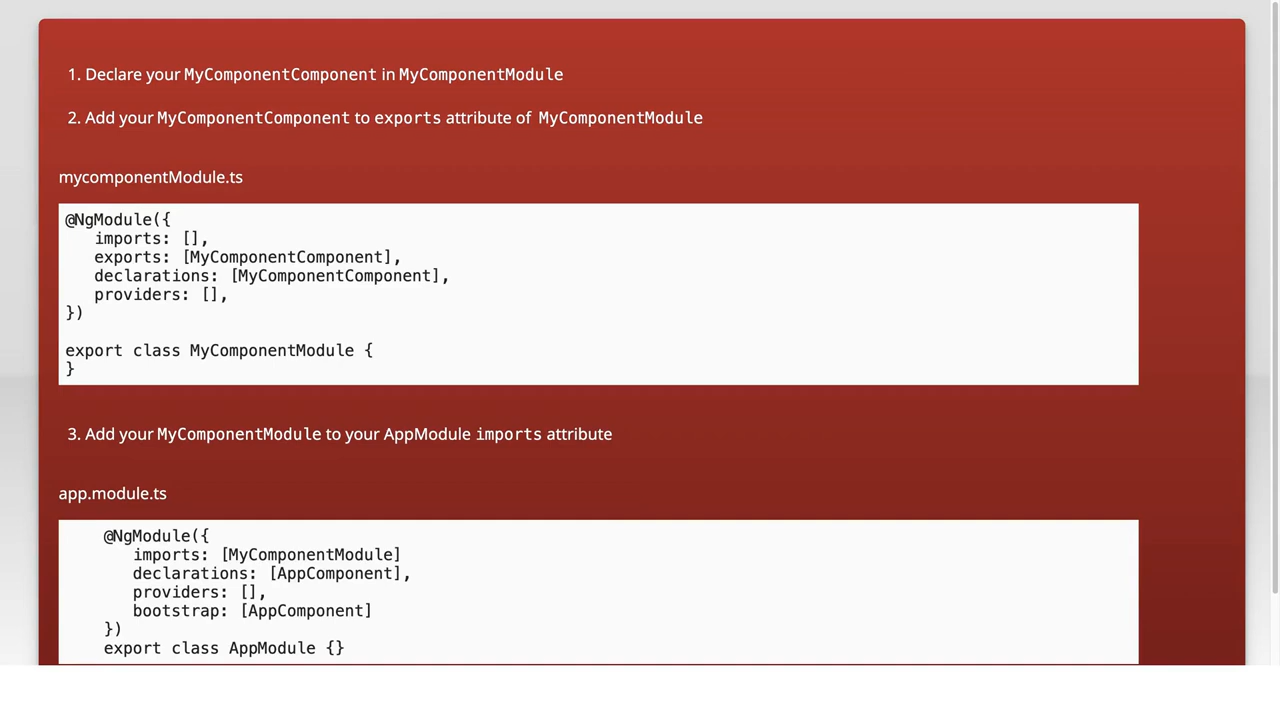 1. Declare your MyComponentComponent in MyComponentModule
2. Add your MyComponentComponent to exports attribute of MyComponentModule
mycomponentModule.ts
@NgModule({
   imports: [],
   exports: [MyComponentComponent],
   declarations: [MyComponentComponent],
   providers: [],
})
export class MyComponentModule {
}
3. Add your MyComponentModule to your AppModule imports attribute
app.module.ts
    @NgModule({
       imports: [MyComponentModule]
       declarations: [AppComponent],
       providers: [],
       bootstrap: [AppComponent]
    })
    export class AppModule {}